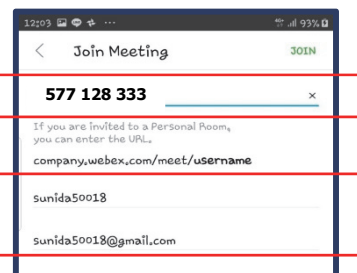 12:03 ... 93%
< Join Meeting JOIN
577 128 333 ×
If you are invited to a Personal Room,
you can enter the URL.
company.webex.com/meet/username
sunida50018
sunida50018@gmail.com